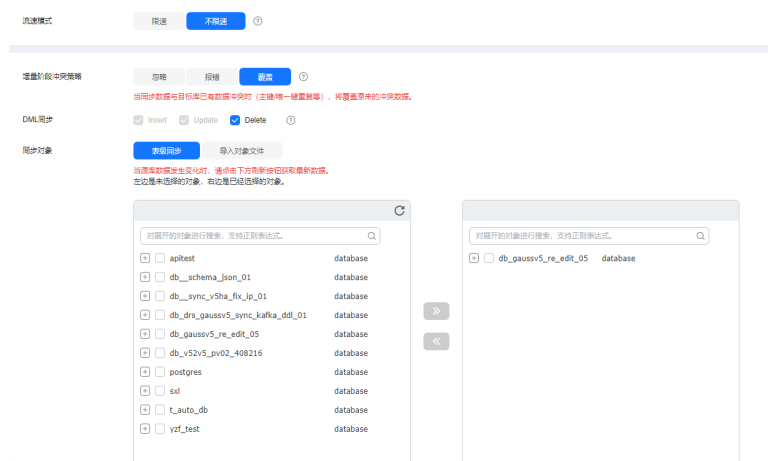 流速模式 限速 不限速
增量阶段冲突策略 忽略 报错 覆盖
当同步数据与目标库已有数据冲突时（主键/唯一键重复等），将覆盖原来的冲突数据。
DML同步 Insert Update Delete
同步对象 表级同步 导入对象文件
当源库数据发生变化时，请点击下方刷新按钮获取最新数据。
左边是未选择的对象，右边是已经选择的对象。
对展开的对象进行搜索，支持正则表达式。 对展开的对象进行搜索，支持正则表达式。
apitest database db_gaussv5_re_edit_05 database
db__schema_json_01 database
db__sync_v5ha_fix_ip_01 database
db_drs_gaussv5_sync_kafka_ddl_01 database
db_gaussv5_re_edit_05 database
db_v52v5_pv02_408216 database
postgres database
sxl database
t_auto_db database
yzf_test database